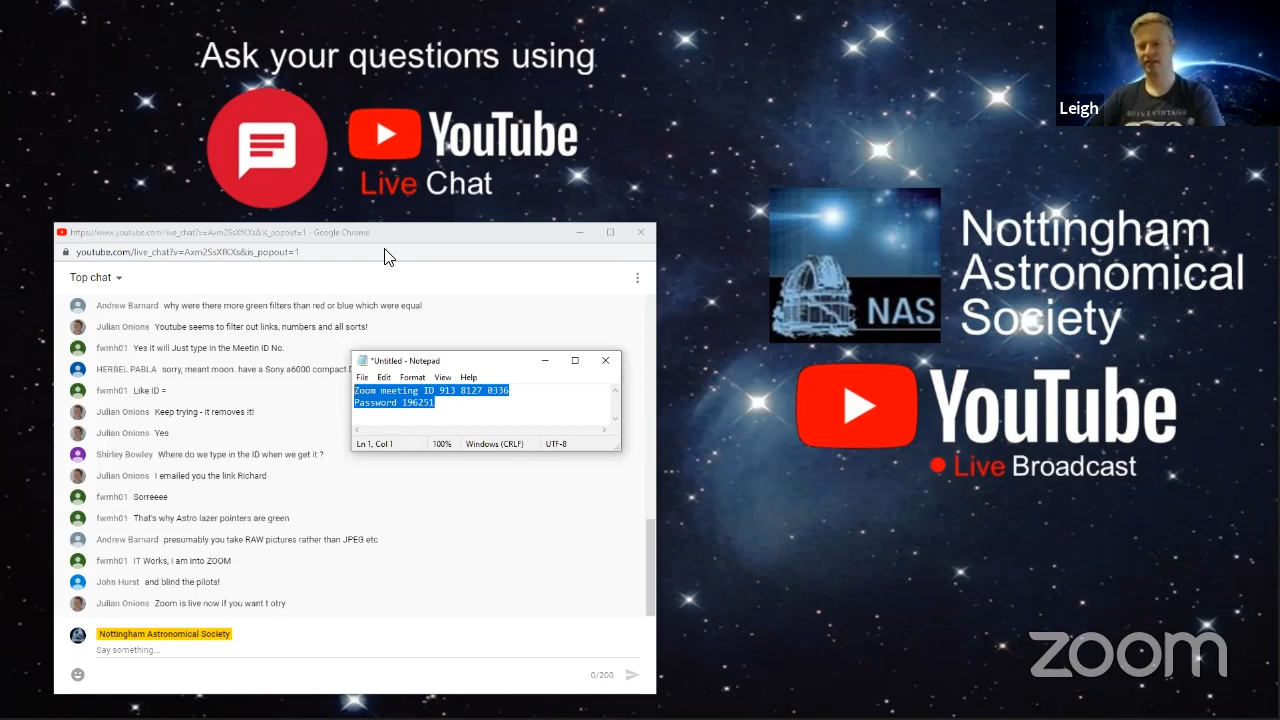 Ask your questions using
YouTube
Live Chat
Leigh
NAS
Nottingham
Astronomical
Society
YouTube
Live Broadcast
zoom
https://www.youtube.com/live_chat?v=Axm2SsXfKXs&is_popout=1 - Google Chrome
youtube.com/live_chat?v=Axm2SsXfKXs&is_popout=1
Top chat
Andrew Barnard why were there more green filters than red or blue which were equal
Julian Onions Youtube seems to filter out links, numbers and all sorts!
fwmh01 Yes it will Just type in the Meetin ID No.
HERBEL PABLA sorry, meant moon. have a Sony a6000 compact
fwmh01 Like ID =
Julian Onions Keep trying - it removes it!
Julian Onions Yes
Shirley Bowley Where do we type in the ID when we get it ?
Julian Onions I emailed you the link Richard
fwmh01 Sorreeee
fwmh01 That's why Astro lazer pointers are green
Andrew Barnard presumably you take RAW pictures rather than JPEG etc
fwmh01 IT Works, I am into ZOOM
John Hurst and blind the pilots!
Julian Onions Zoom is live now if you want t otry
Nottingham Astronomical Society
Say something...
0/200
*Untitled - Notepad
File Edit Format View Help
Zoom meeting ID 913 8127 0336
Password 196251
Ln 1, Col 1 100% Windows (CRLF) UTF-8